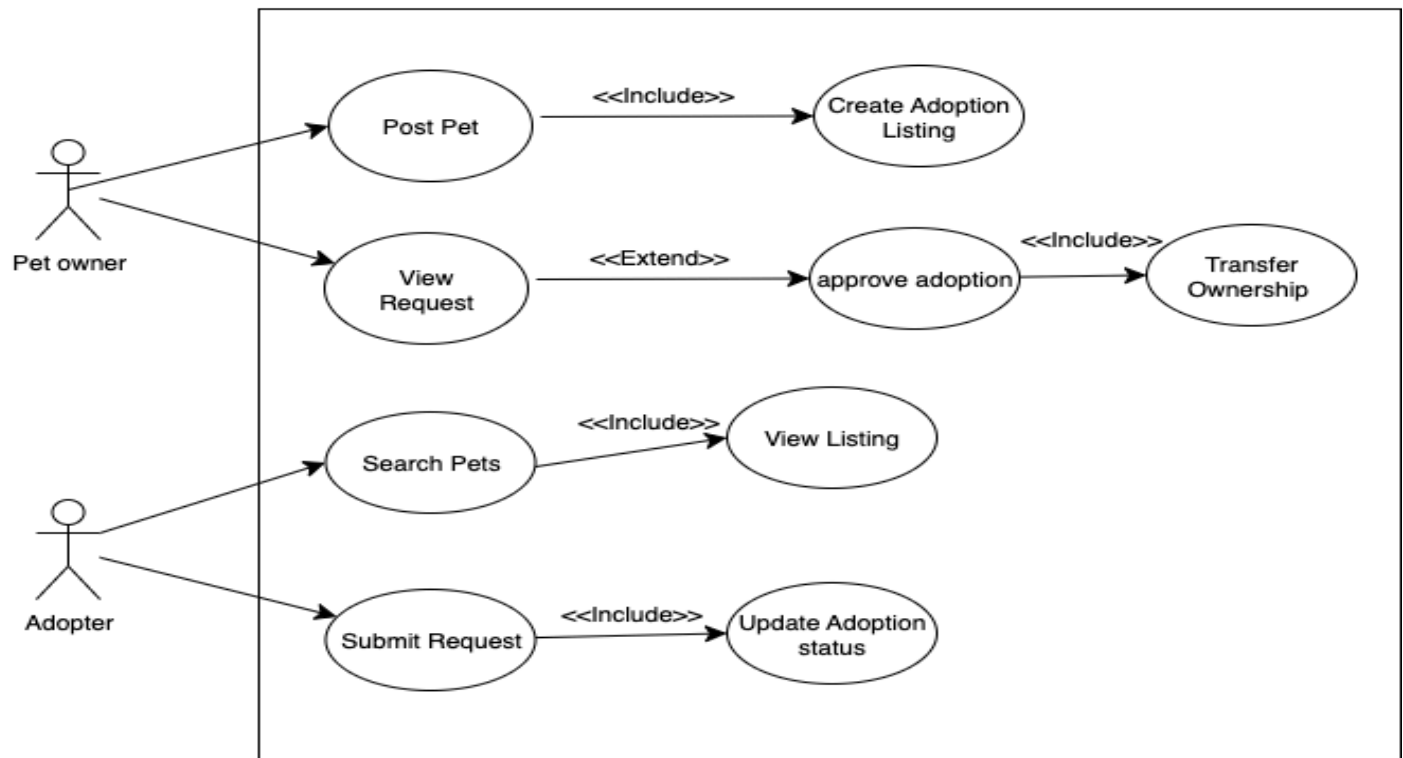 Post Pet
<<Include>>
Create Adoption
Listing
Pet owner
View
Request
<<Extend>>
approve adoption
<<Include>>
Transfer
Ownership
Search Pets
<<Include>>
View Listing
Adopter
Submit Request
<<Include>>
Update Adoption
status